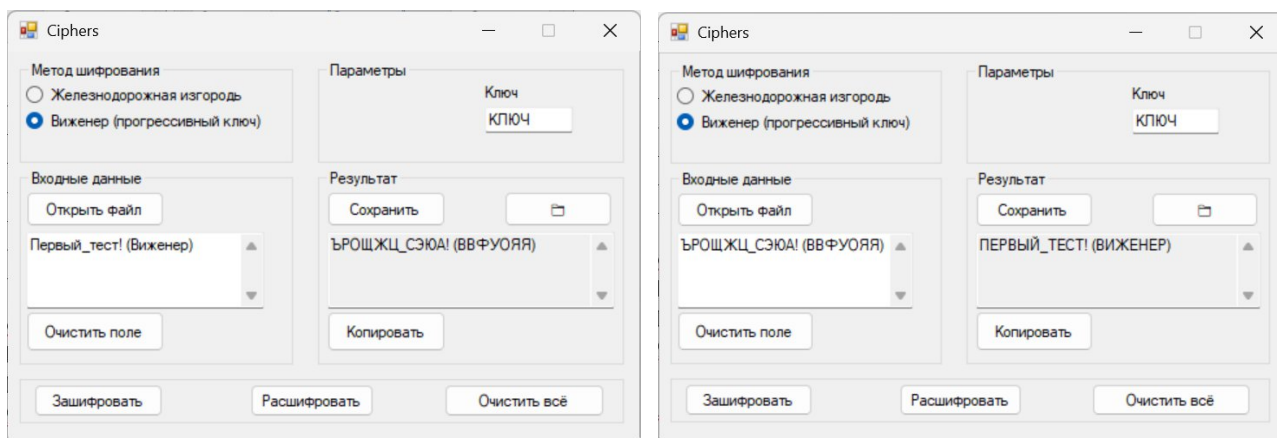 Ciphers
Метод шифрования
Железнодорожная изгородь
Виженер (прогрессивный ключ)
Параметры
Ключ
КЛЮЧ
Входные данные
Открыть файл
Первый_тест! (Виженер)
Очистить поле
Результат
Сохранить
ЪРОЩЖЦ_СЭЮА! (ВВФУОЯЯ)
Копировать
Зашифровать
Расшифровать
Очистить всё
Ciphers
Метод шифрования
Железнодорожная изгородь
Виженер (прогрессивный ключ)
Параметры
Ключ
КЛЮЧ
Входные данные
Открыть файл
ЪРОЩЖЦ_СЭЮА! (ВВФУОЯЯ)
Очистить поле
Результат
Сохранить
ПЕРВЫЙ_ТЕСТ! (ВИЖЕНЕР)
Копировать
Зашифровать
Расшифровать
Очистить всё